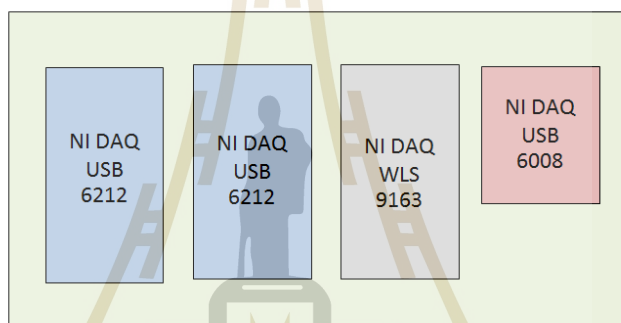 NI DAQ
USB
6212
NI DAQ
USB
6212
NI DAQ
WLS
9163
NI DAQ
USB
6008